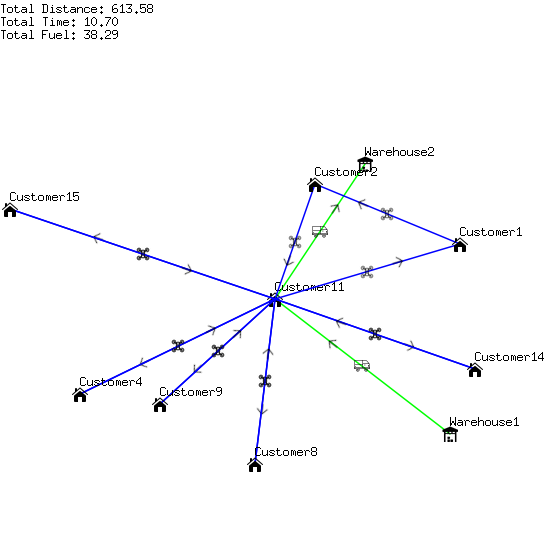 Total Distance: 613.58
Total Time: 10.70
Total Fuel: 38.29
Warehouse2
Customer2
Customer15
Customer1
Customer11
Customer14
Customer4
Customer9
Warehouse1
Customer8